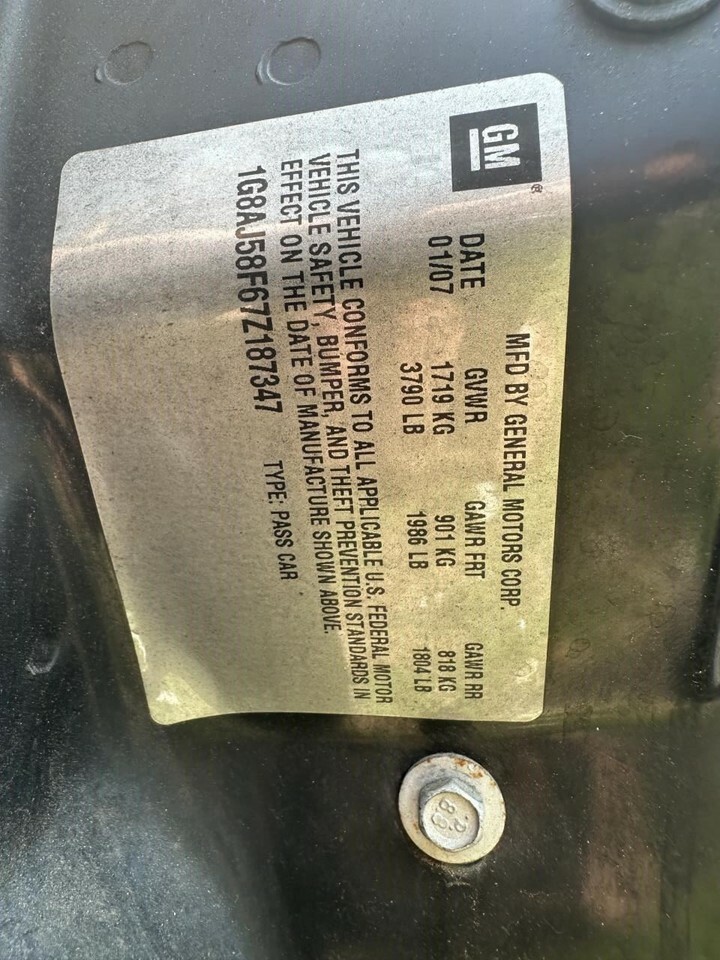 GM
®
MFD BY GENERAL MOTORS CORP.
DATE GVWR GAWR FRT GAWR RR
01/07 1719 KG 901 KG 818 KG
3790 LB 1986 LB 1804 LB
THIS VEHICLE CONFORMS TO ALL APPLICABLE U.S. FEDERAL MOTOR
VEHICLE SAFETY, BUMPER, AND THEFT PREVENTION STANDARDS IN
EFFECT ON THE DATE OF MANUFACTURE SHOWN ABOVE.
1G8AJ58F67Z187347 TYPE: PASS CAR